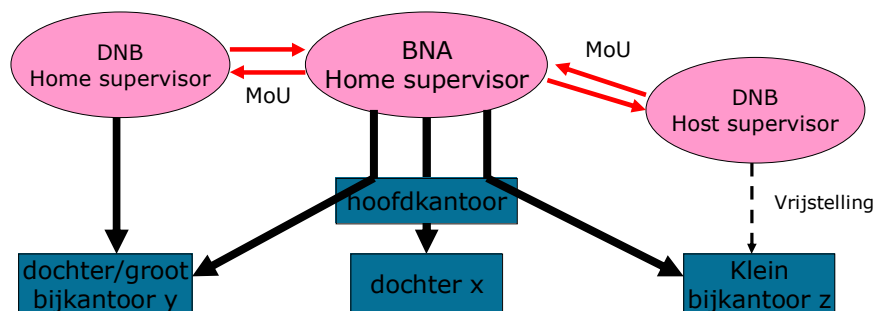 DNB
Home supervisor
MoU
BNA
Home supervisor
MoU
DNB
Host supervisor
Vrijstelling
hoofdkantoor
dochter/groot
bijkantoor y
dochter x
Klein
bijkantoor z